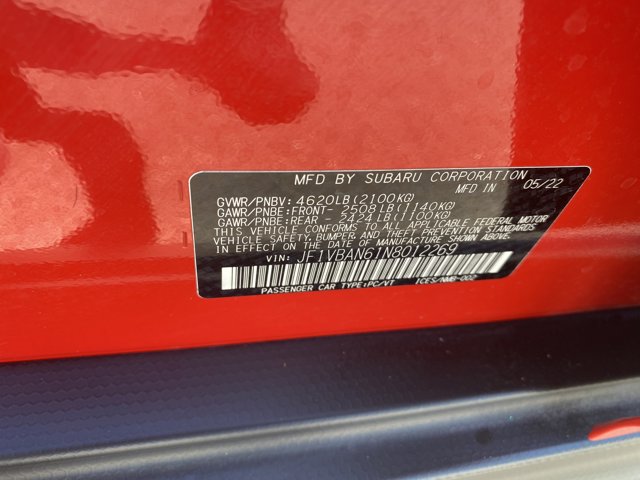 MFD BY SUBARU CORPORATION
MFD IN 05/22
GVWR/PNBV: 4620LB(2100KG)
GAWR/PNBE:FRONT- 2508LB(1140KG)
GAWR/PNBE:REAR - 2424LB(1100KG)
THIS VEHICLE CONFORMS TO ALL APPLICABLE FEDERAL MOTOR
VEHICLE SAFETY, BUMPER, AND THEFT PREVENTION STANDARDS
IN EFFECT ON THE DATE OF MANUFACTURE SHOWN ABOVE.
VIN: JF1VBAN61N8012269
PASSENGER CAR TYPE:PC/VT ICES/NMB-002